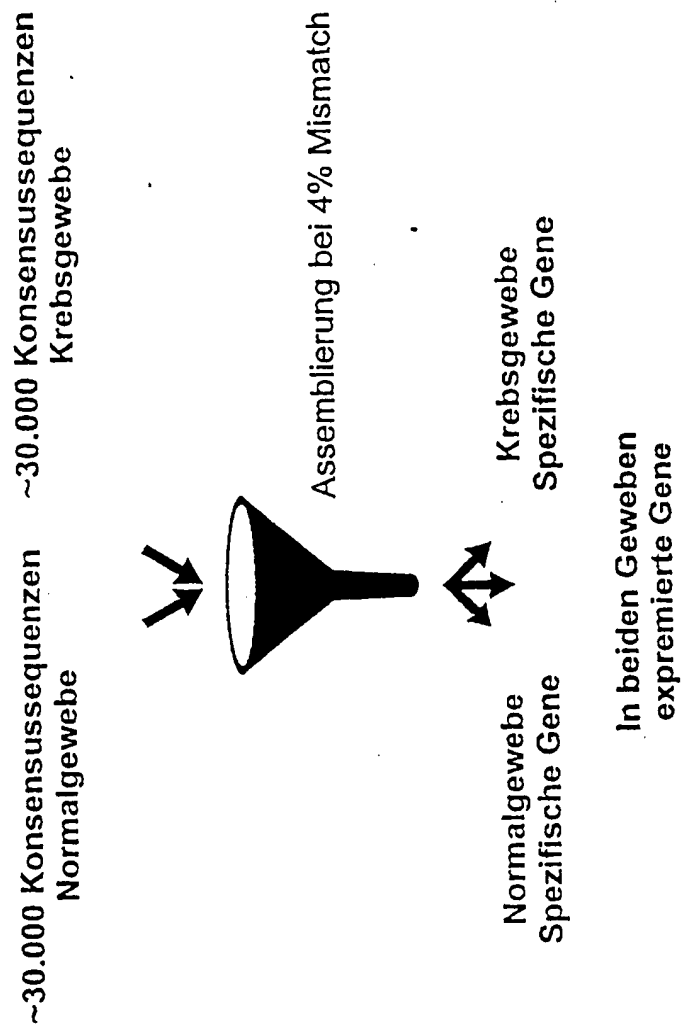 ~30.000 Konsensussequenzen
Normalgewebe
~30.000 Konsensussequenzen
Krebsgewebe
Assemblierung bei 4% Mismatch
Normalgewebe
Spezifische Gene
Krebsgewebe
Spezifische Gene
In beiden Geweben
expremierte Gene